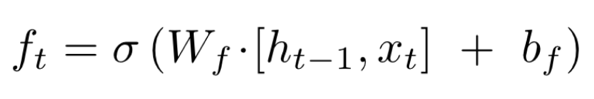 f_t = σ (W_f · [h_{t−1}, x_t] + b_f)